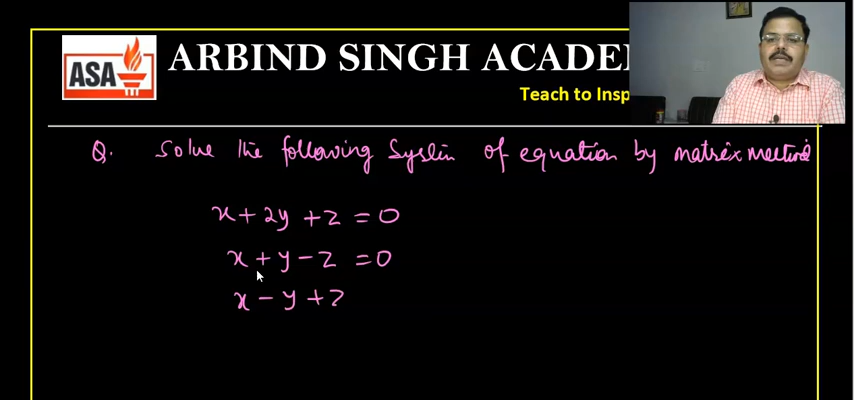 ASA
ARBIND SINGH ACADE
Teach to Insp
Q. Solve the following System of equation by matrix method
x + 2y + z = 0
x + y - z = 0
x - y + z